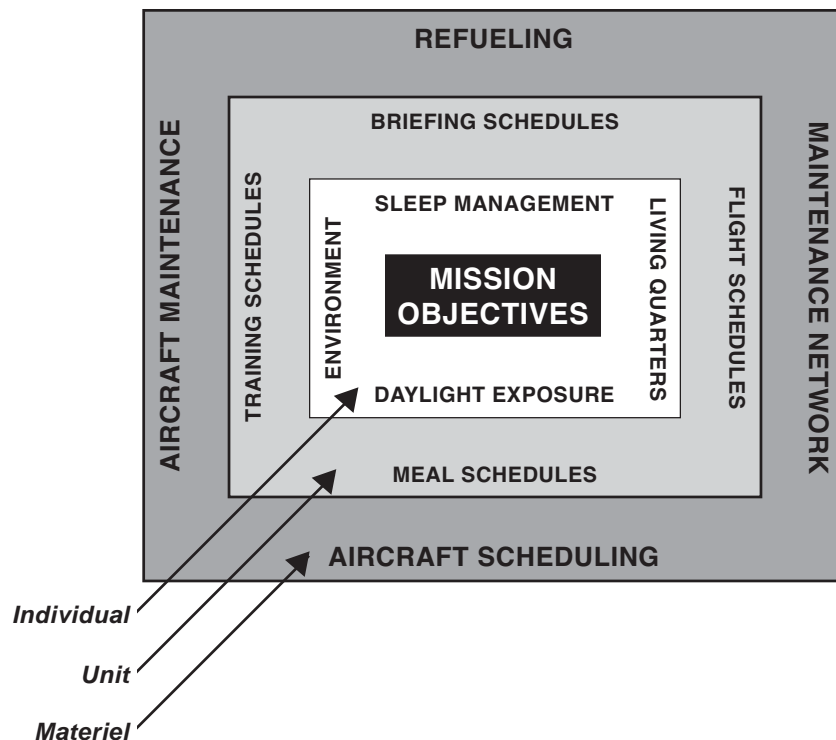 REFUELING
BRIEFING SCHEDULES
SLEEP MANAGEMENT
AIRCRAFT MAINTENANCE
TRAINING SCHEDULES
ENVIRONMENT
MISSION
OBJECTIVES
LIVING QUARTERS
FLIGHT SCHEDULES
MAINTENANCE NETWORK
DAYLIGHT EXPOSURE
MEAL SCHEDULES
AIRCRAFT SCHEDULING
Individual
Unit
Materiel